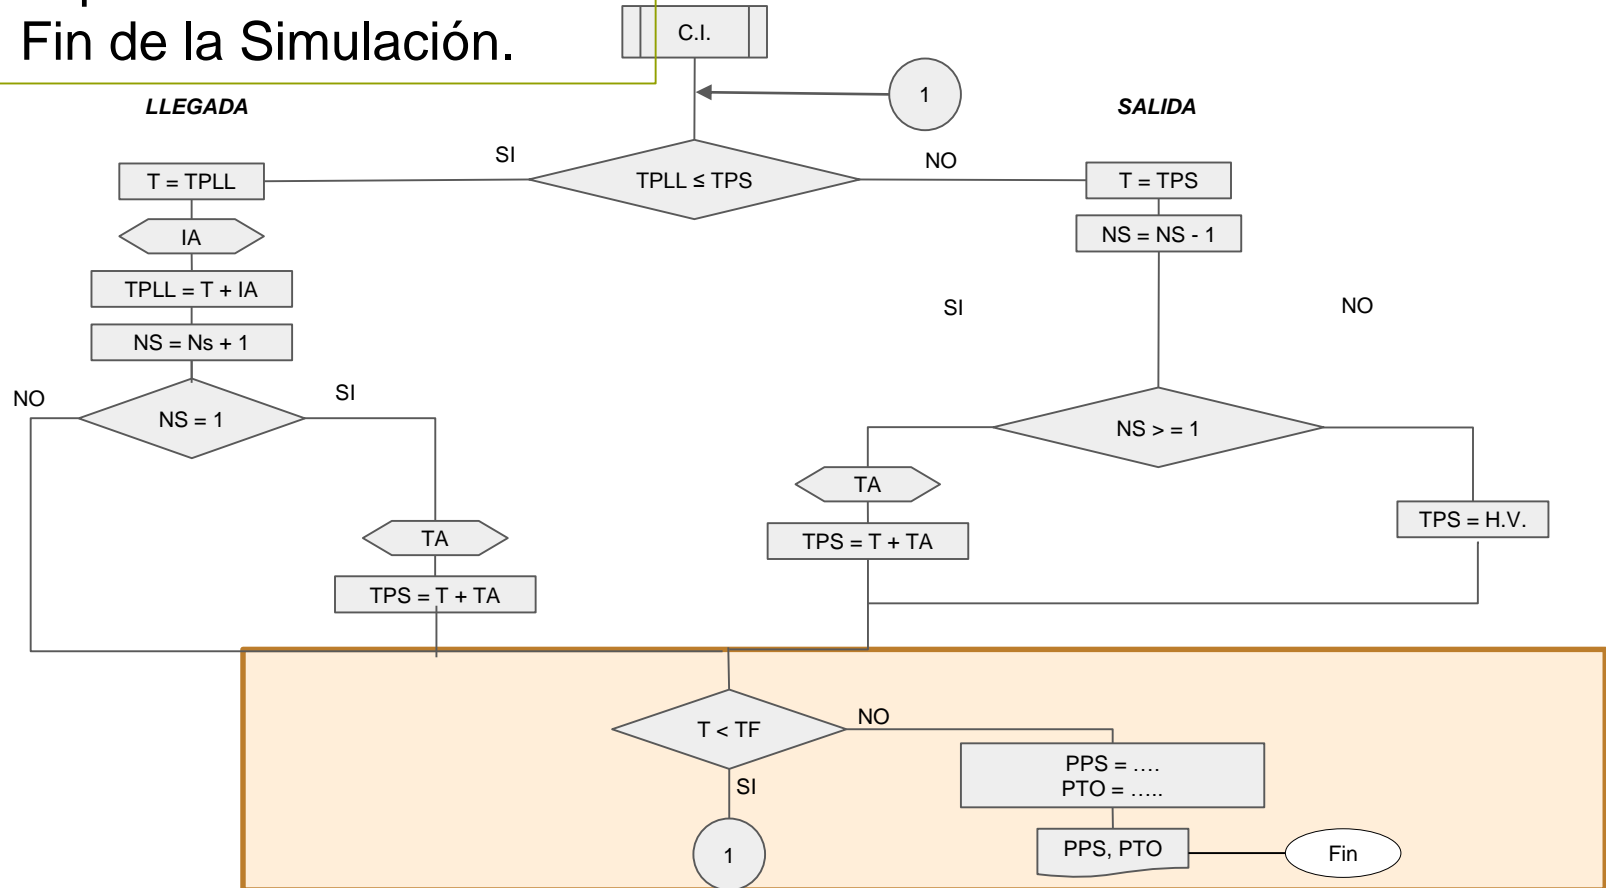 Fin de la Simulación.
C.I.
1
LLEGADA
SALIDA
SI
TPLL ≤ TPS
NO
T = TPLL
IA
TPLL = T + IA
NS = Ns + 1
NO
NS = 1
SI
TA
TPS = T + TA
T = TPS
NS = NS - 1
SI
NO
NS > = 1
TA
TPS = T + TA
TPS = H.V.
T < TF
NO
SI
1
PPS = ….
PTO = …..
PPS, PTO
Fin